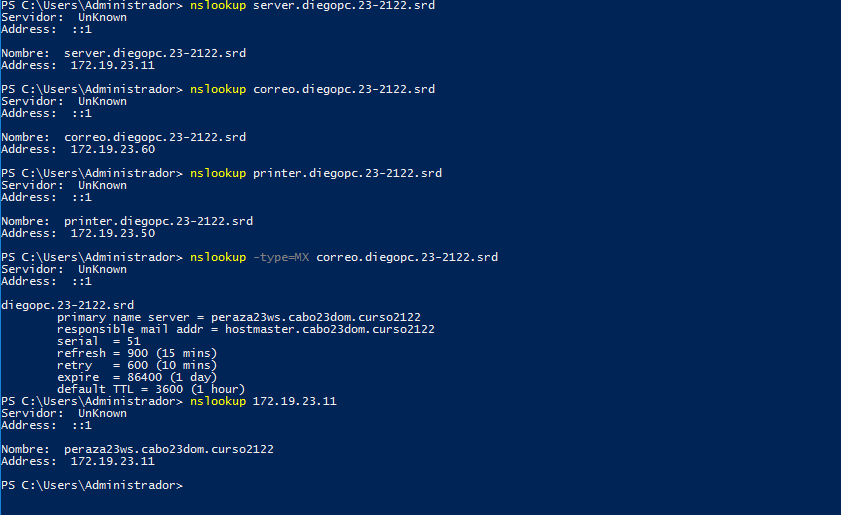 PS C:\Users\Administrador> nslookup server.diegopc.23-2122.srd
Servidor:  UnKnown
Address:  ::1
Nombre:  server.diegopc.23-2122.srd
Address:  172.19.23.11
PS C:\Users\Administrador> nslookup correo.diegopc.23-2122.srd
Servidor:  UnKnown
Address:  ::1
Nombre:  correo.diegopc.23-2122.srd
Address:  172.19.23.60
PS C:\Users\Administrador> nslookup printer.diegopc.23-2122.srd
Servidor:  UnKnown
Address:  ::1
Nombre:  printer.diegopc.23-2122.srd
Address:  172.19.23.50
PS C:\Users\Administrador> nslookup -type=MX correo.diegopc.23-2122.srd
Servidor:  UnKnown
Address:  ::1
diegopc.23-2122.srd
        primary name server = peraza23ws.cabo23dom.curso2122
        responsible mail addr = hostmaster.cabo23dom.curso2122
        serial  = 51
        refresh = 900 (15 mins)
        retry   = 600 (10 mins)
        expire  = 86400 (1 day)
        default TTL = 3600 (1 hour)
PS C:\Users\Administrador> nslookup 172.19.23.11
Servidor:  UnKnown
Address:  ::1
Nombre:  peraza23ws.cabo23dom.curso2122
Address:  172.19.23.11
PS C:\Users\Administrador>